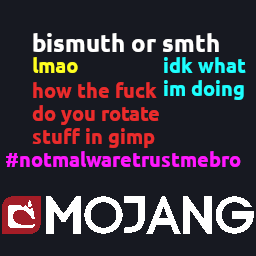 bismuth or smth
lmao
idk what
im doing
how the fuck
do you rotate
stuff in gimp
#notmalwaretrustmebro
MOJANG